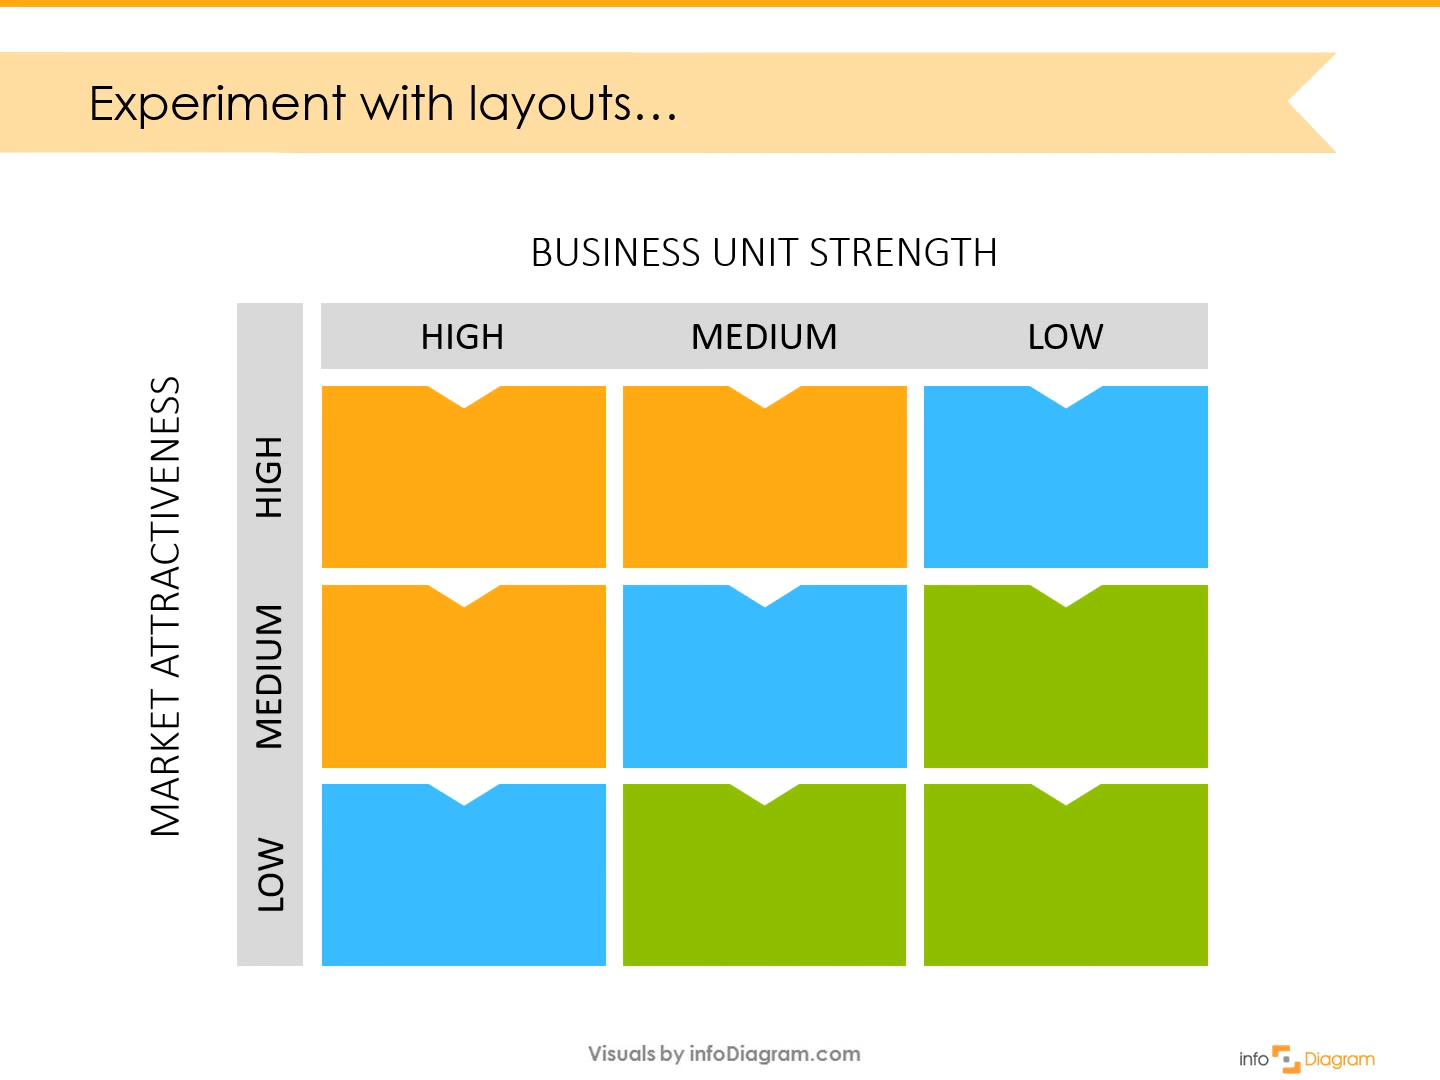 Experiment with layouts…
BUSINESS UNIT STRENGTH
HIGH MEDIUM LOW
MARKET ATTRACTIVENESS
HIGH
MEDIUM
LOW
Visuals by infoDiagram.com
info Diagram